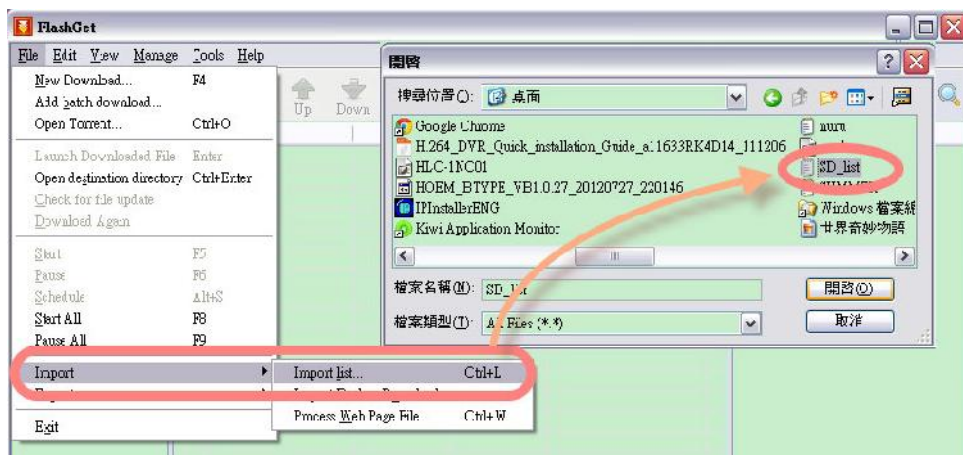 FlashGet
File Edit View Manage Tools Help
New Download... F4
Add batch download...
Open Torrent... Ctrl+O
Launch Downloaded File Enter
Open destination directory Ctrl+Enter
Check for file update
Download Again
Start F5
Pause F6
Schedule Alt+S
Start All F8
Pause All F9
Import
Exit
Import list... Ctrl+L
Process Web Page File Ctrl+W
Up Down
開啓
搜尋位置(I): 桌面
Google Chrome
H.264_DVR_Quick_installation_Guide_a11633RK4D14_111206
HLC-1NC01
HOEM_BTYPE_VB1.0.27_20120727_220146
IPInstallerENG
Kiwi Application Monitor
SD_list
Windows 檔案總
世界奇妙物語
檔案名稱(N): SD_list
開啓(O)
檔案類型(T): All Files (*.*)
取消